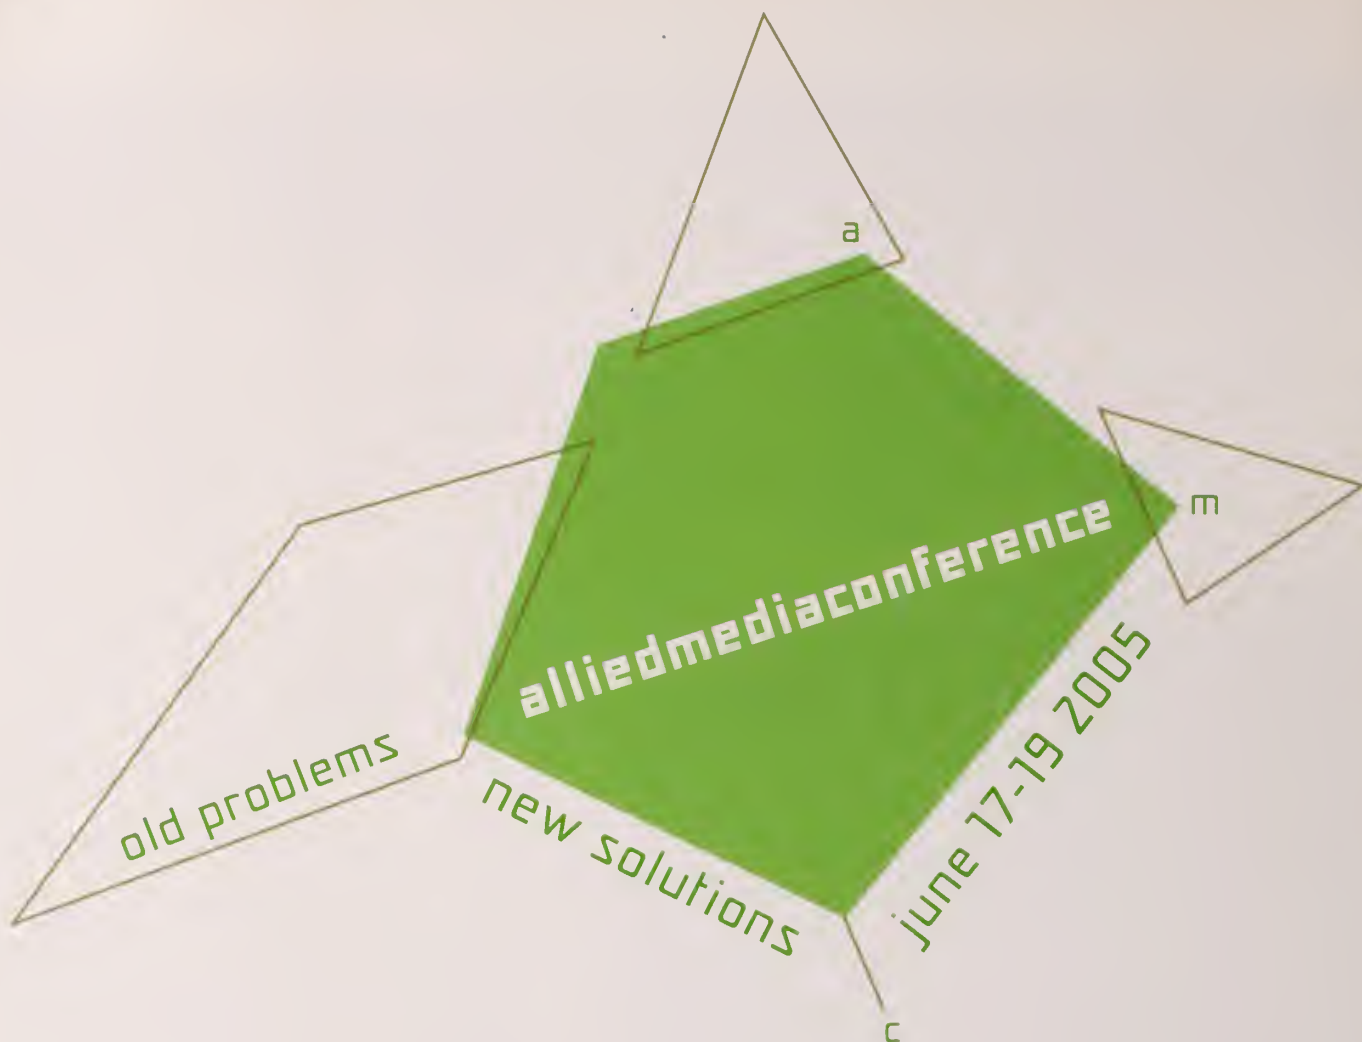 a
m
alliedmediaconference
old problems
new solutions
june 17-19 2005
c